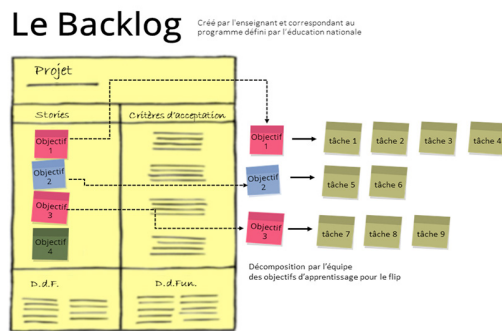 Le Backlog
Créé par l'enseignant et correspondant au
programme défini par l'éducation nationale
Projet
Stories
Critères d'acceptation
Objectif
1
Objectif
2
Objectif
3
Objectif
4
D.d.F.
D.d.Fun.
Objectif
1
tâche 1
tâche 2
tâche 3
tâche 4
Objectif
2
tâche 5
tâche 6
Objectif
3
tâche 7
tâche 8
tâche 9
Décomposition par l'équipe
des objectifs d'apprentissage pour le flip